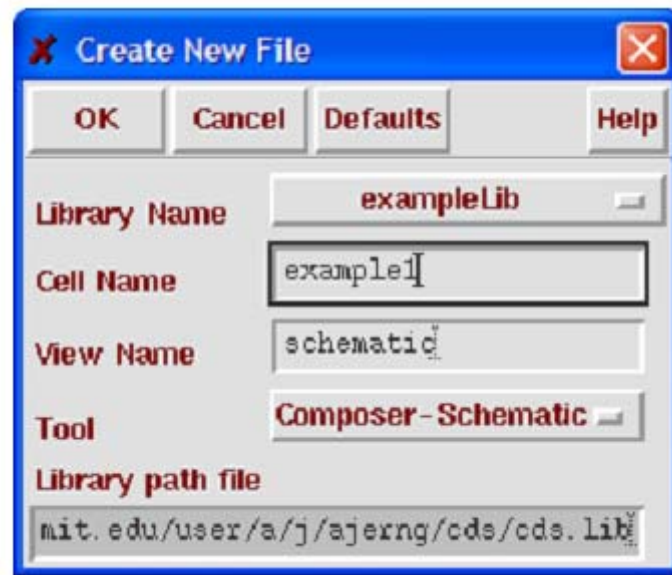 Create New File
OK Cancel Defaults Help
Library Name exampleLib
Cell Name example1
View Name schematic
Tool Composer-Schematic
Library path file
mit.edu/user/a/j/ajerng/cds/cds.lib